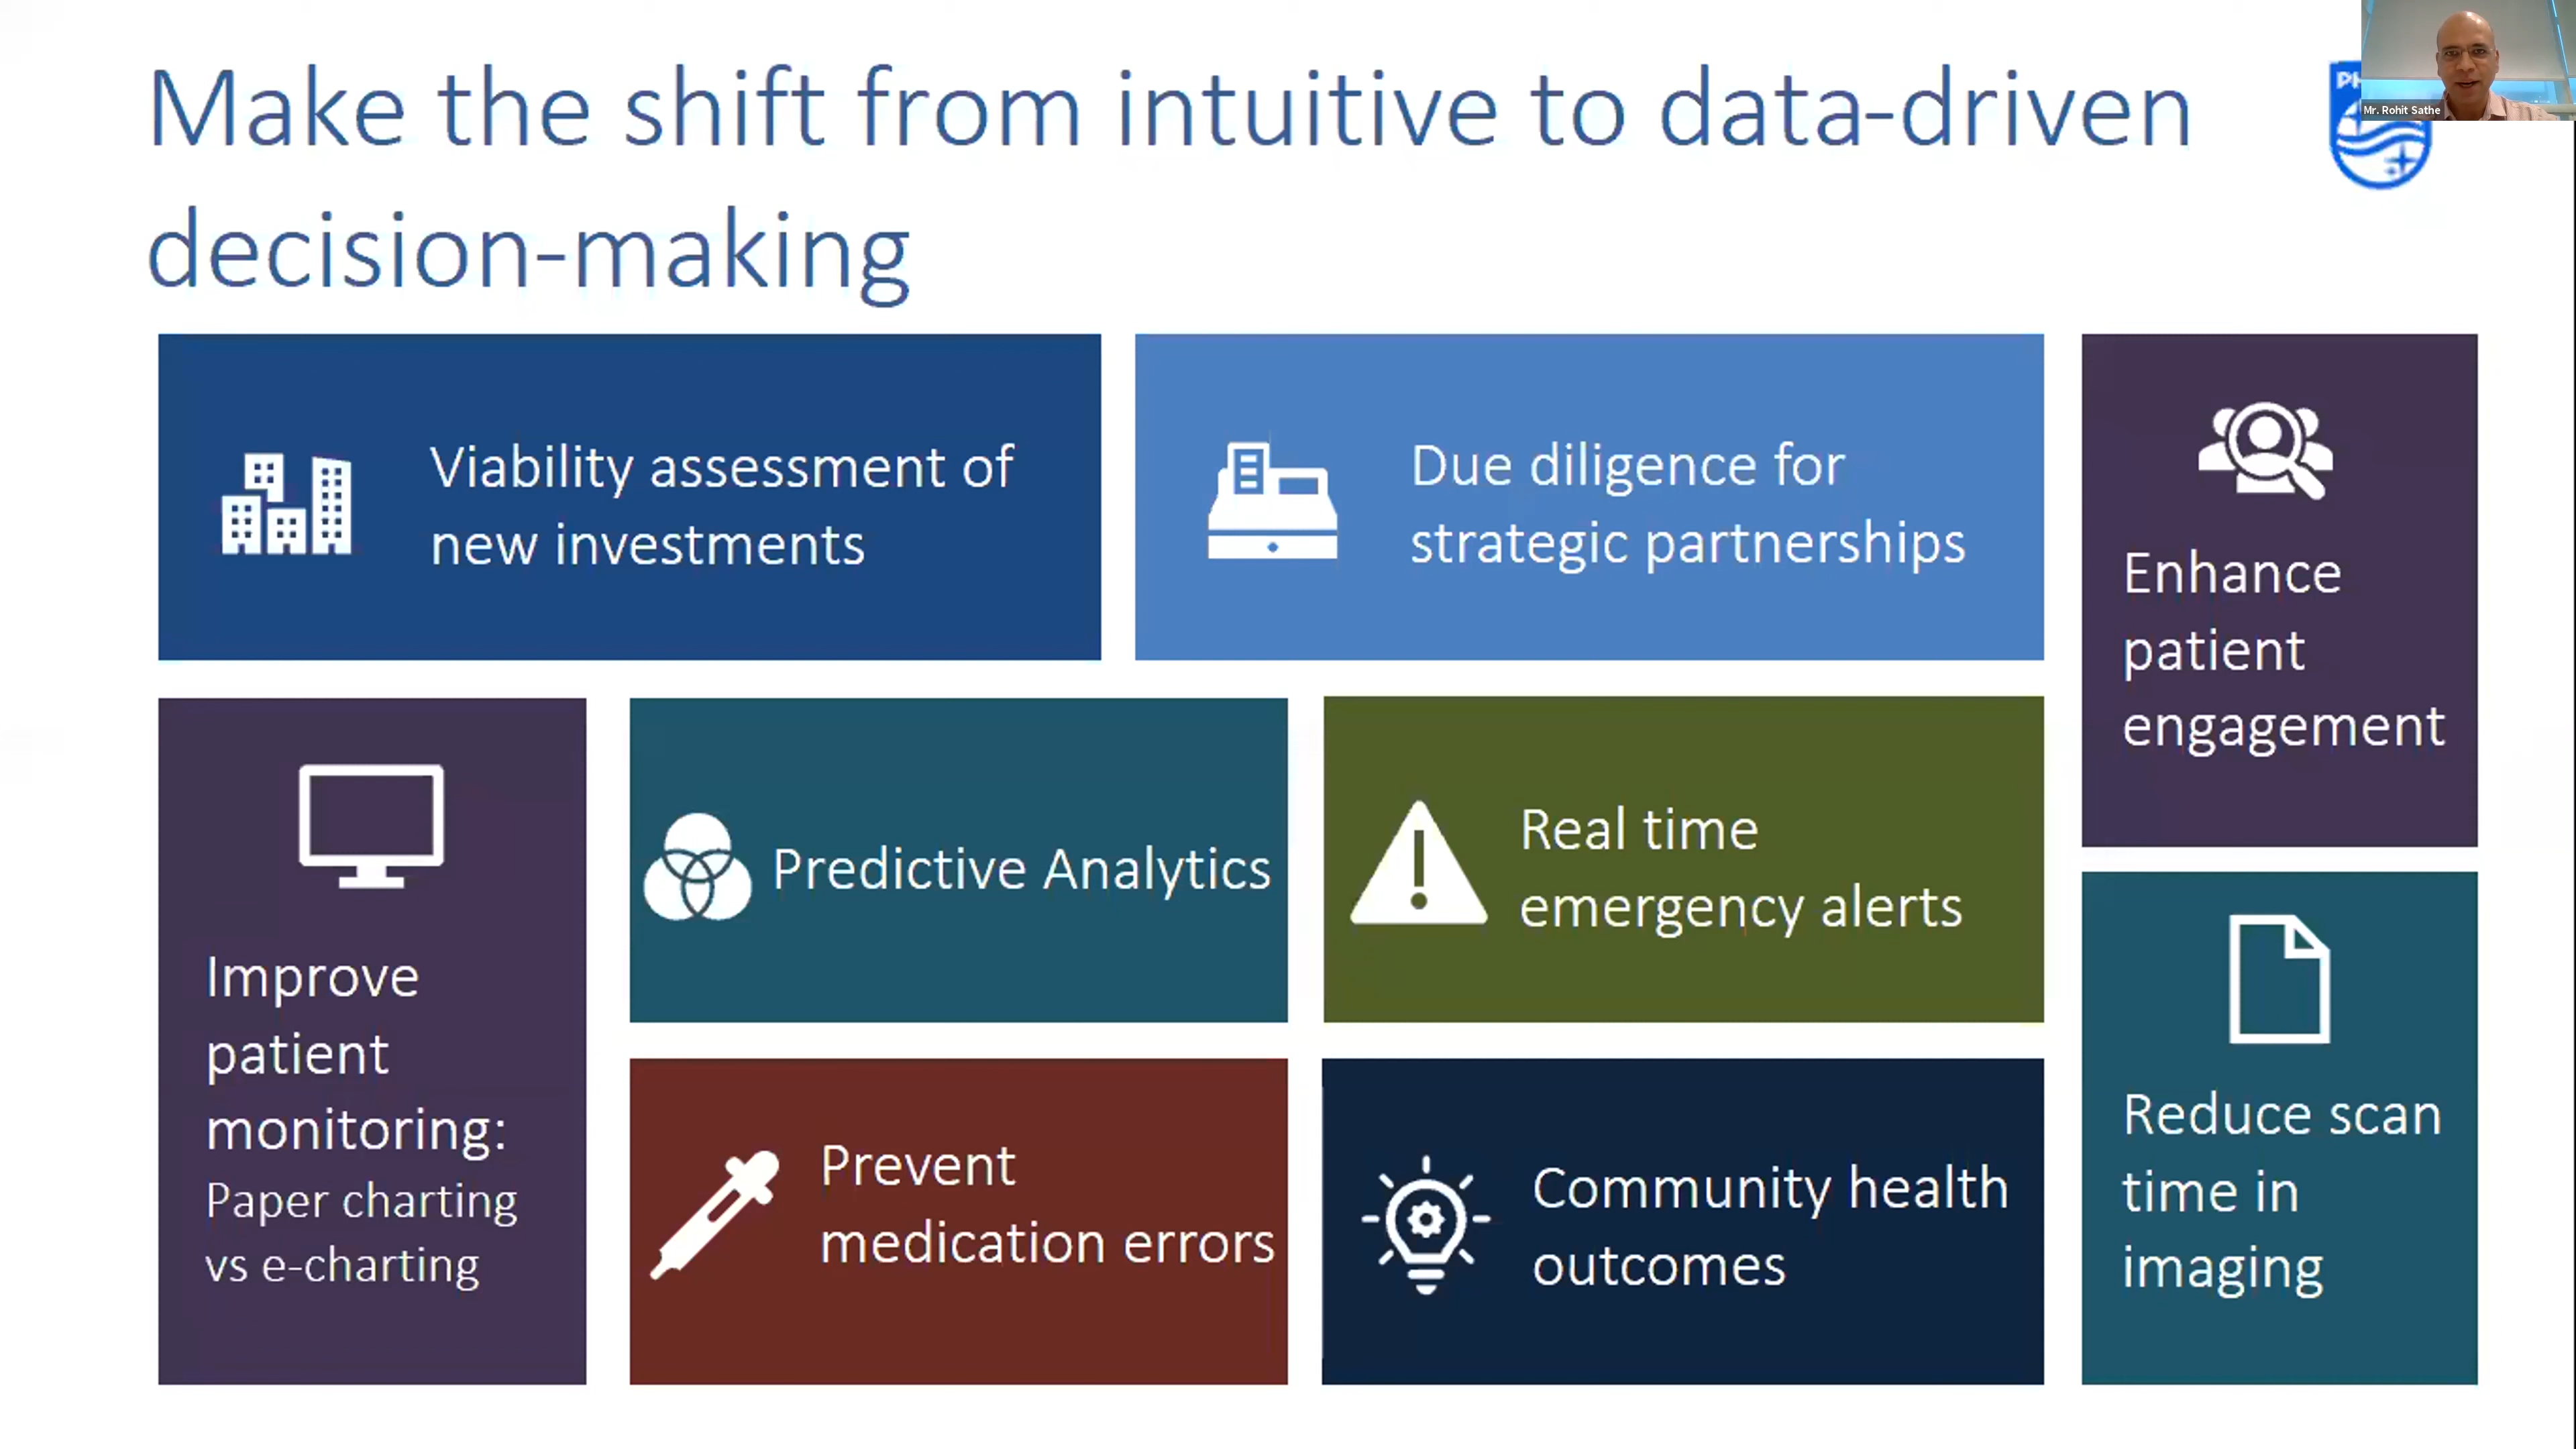 Make the shift from intuitive to data-driven
decision-making
Mr. Rohit Sathe
Viability assessment of
new investments
Due diligence for
strategic partnerships
Enhance
patient
engagement
Improve
patient
monitoring:
Paper charting
vs e-charting
Predictive Analytics
Real time
emergency alerts
Prevent
medication errors
Community health
outcomes
Reduce scan
time in
imaging